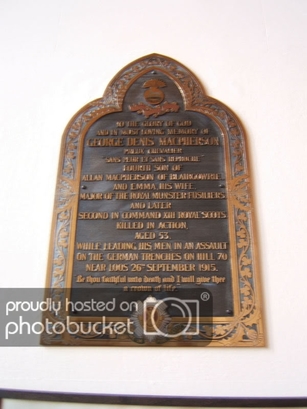 TO THE GLORY OF GOD
AND IN MOST LOVING MEMORY OF
GEORGE DENIS MACPHERSON
SANS PEUR ET SANS REPROCHE
FOURTH SON OF
ALLAN MACPHERSON OF BLAIRGOWRIE
AND EMMA HIS WIFE
MAJOR OF THE ROYAL MUNSTER FUSILIERS
AND LATER
SECOND IN COMMAND XIII ROYAL SCOTS
KILLED IN ACTION
AGED 53.
WHILE LEADING HIS MEN IN AN ASSAULT
ON THE GERMAN TRENCHES ON HILL 70
NEAR LOOS 26TH SEPTEMBER 1915.
Be thou faithful unto death and I will give thee
a crown of life
proudly hosted on
photobucket